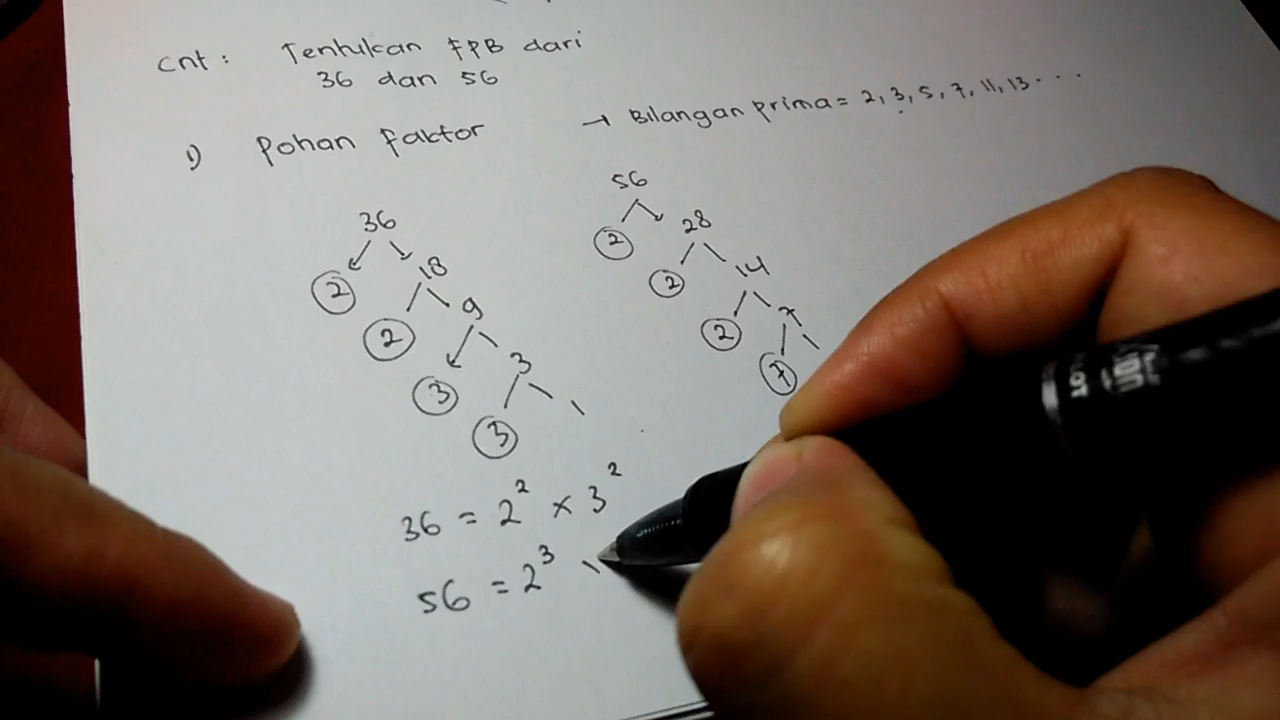 Cnt : Tentukan FPB dari
36 dan 56
1) Pohan Faktor → Bilangan prima = 2, 3, 5, 7, 11, 13 . . .
36
2 18
2 9
3 3
3 1
56
2 28
2 14
2 7
7
36 = 2² × 3²
56 = 2³